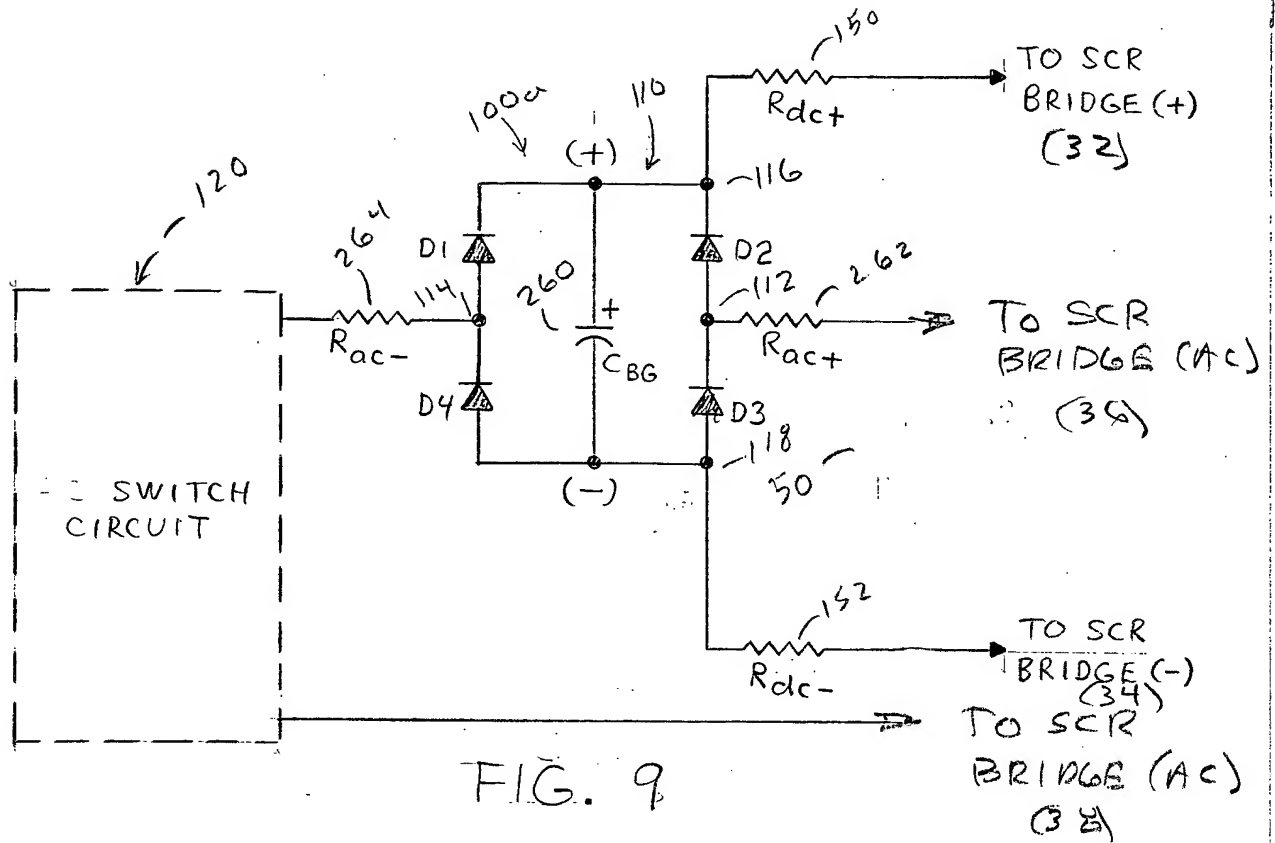 150
TO SCR
BRIDGE (+)
(32)
Rdc+
100a
110
(+)
116
120
264
D1
260
D2
112
262
114
+
Rac-
CBG
Rac+
TO SCR
BRIDGE (AC)
(36)
D4
D3
118
50
(-)
SWITCH
CIRCUIT
152
TO SCR
BRIDGE (-)
(34)
Rdc-
TO SCR
BRIDGE (AC)
FIG. 9